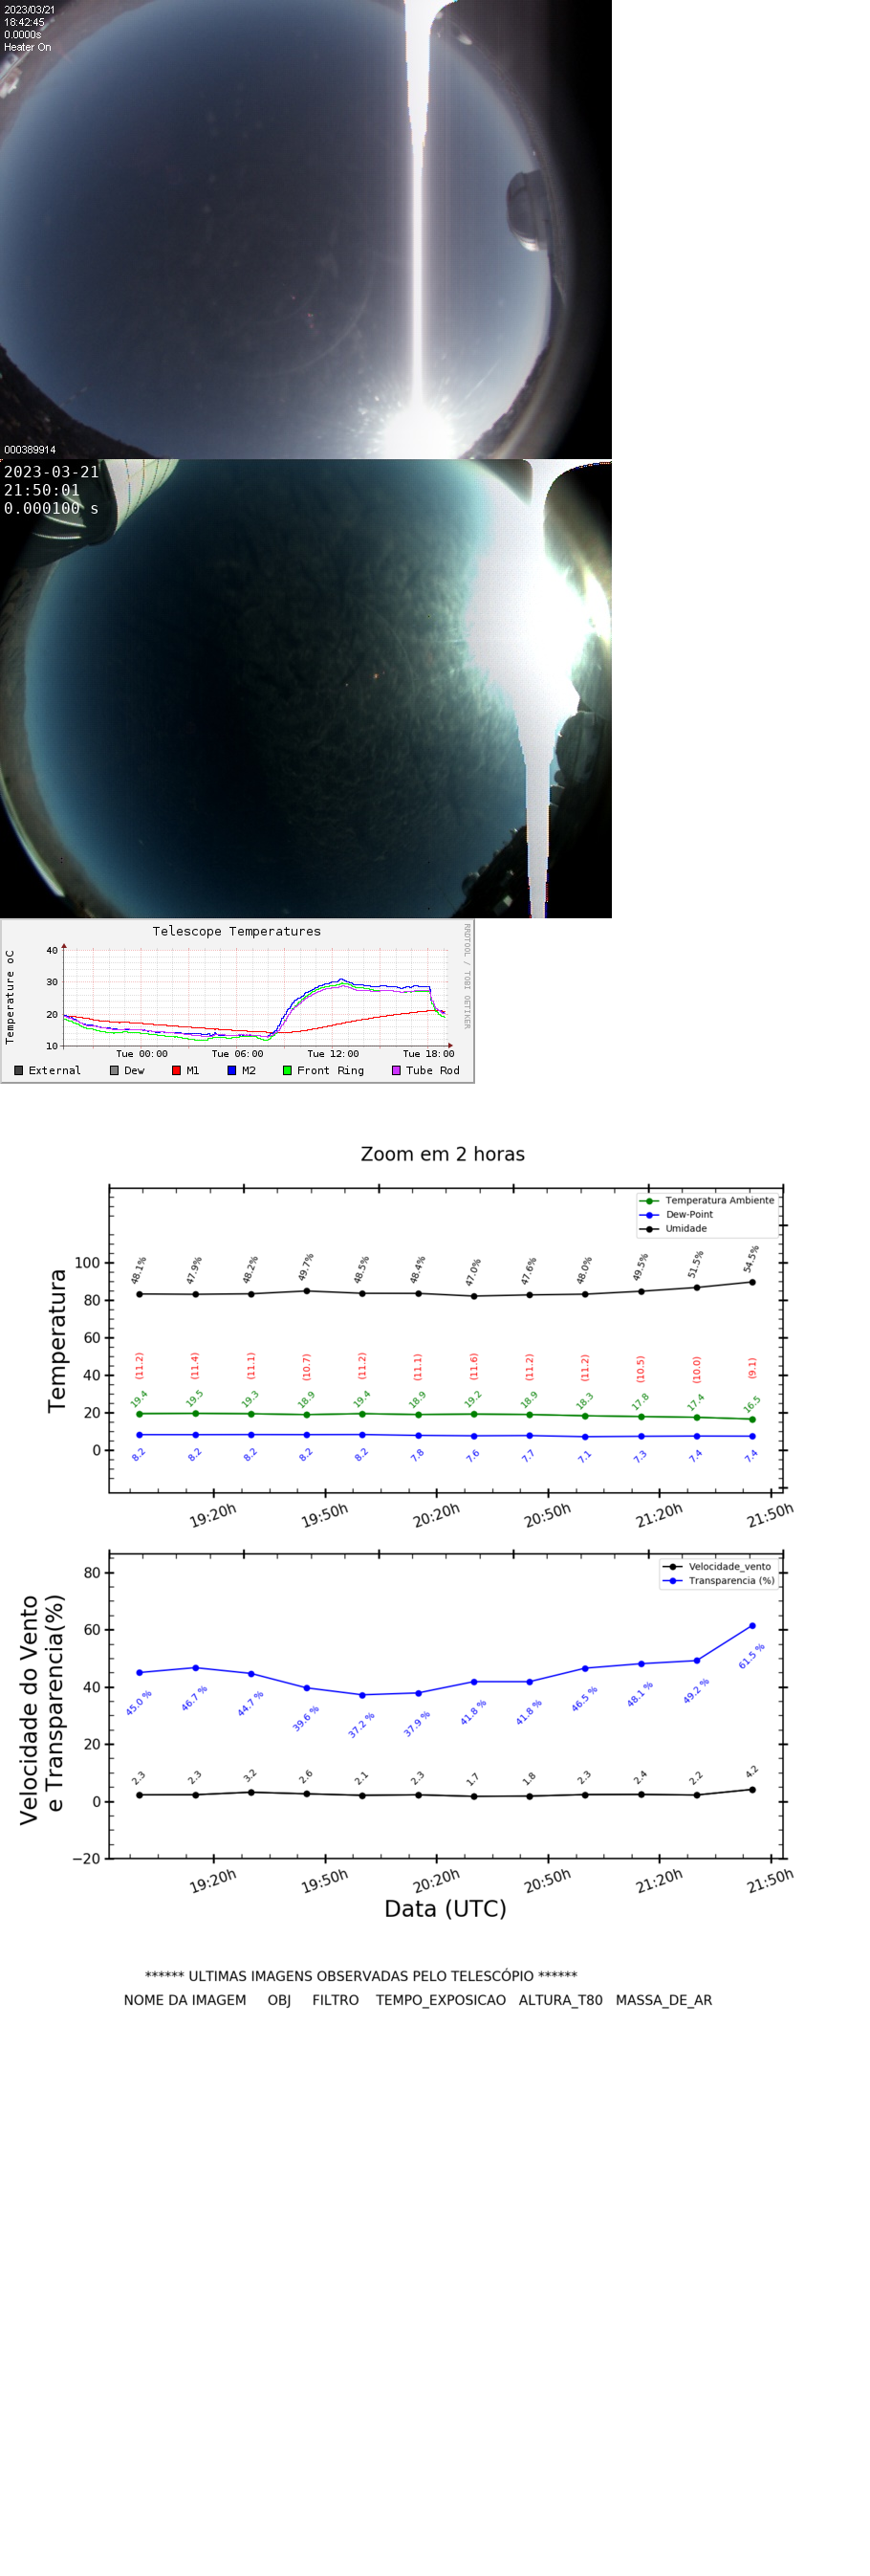 2023/03/21
18:42:45
0.0000s
Heater On
000389914
2023-03-21
21:50:01
0.000100 s
Telescope Temperatures
RRDTOOL / TOBI OETIKER
Temperature oC
40
30
20
10
Tue 00:00 Tue 06:00 Tue 12:00 Tue 18:00
External Dew M1 M2 Front Ring Tube Rod
Zoom em 2 horas
Temperatura Ambiente
Dew-Point
Umidade
Temperatura
100
80
60
40
20
0
48.1% 47.9% 48.2% 49.7% 48.5% 48.4% 47.0% 47.6% 48.0% 49.5% 51.5% 54.5%
(11.2) (11.4) (11.1) (10.7) (11.2) (11.1) (11.6) (11.2) (11.2) (10.5) (10.0) (9.1)
19.4 19.5 19.3 18.9 19.4 18.9 19.2 18.9 18.3 17.8 17.4 16.5
8.2 8.2 8.2 8.2 8.2 7.8 7.6 7.7 7.1 7.3 7.4 7.4
19:20h 19:50h 20:20h 20:50h 21:20h 21:50h
Velocidade_vento
Transparencia (%)
Velocidade do Vento
e Transparencia(%)
80
60
40
20
0
−20
45.0 % 46.7 % 44.7 % 39.6 % 37.2 % 37.9 % 41.8 % 41.8 % 46.5 % 48.1 % 49.2 % 61.5 %
2.3 2.3 3.2 2.6 2.1 2.3 1.7 1.8 2.3 2.4 2.2 4.2
19:20h 19:50h 20:20h 20:50h 21:20h 21:50h
Data (UTC)
****** ULTIMAS IMAGENS OBSERVADAS PELO TELESCÓPIO ******
NOME DA IMAGEM OBJ FILTRO TEMPO_EXPOSICAO ALTURA_T80 MASSA_DE_AR